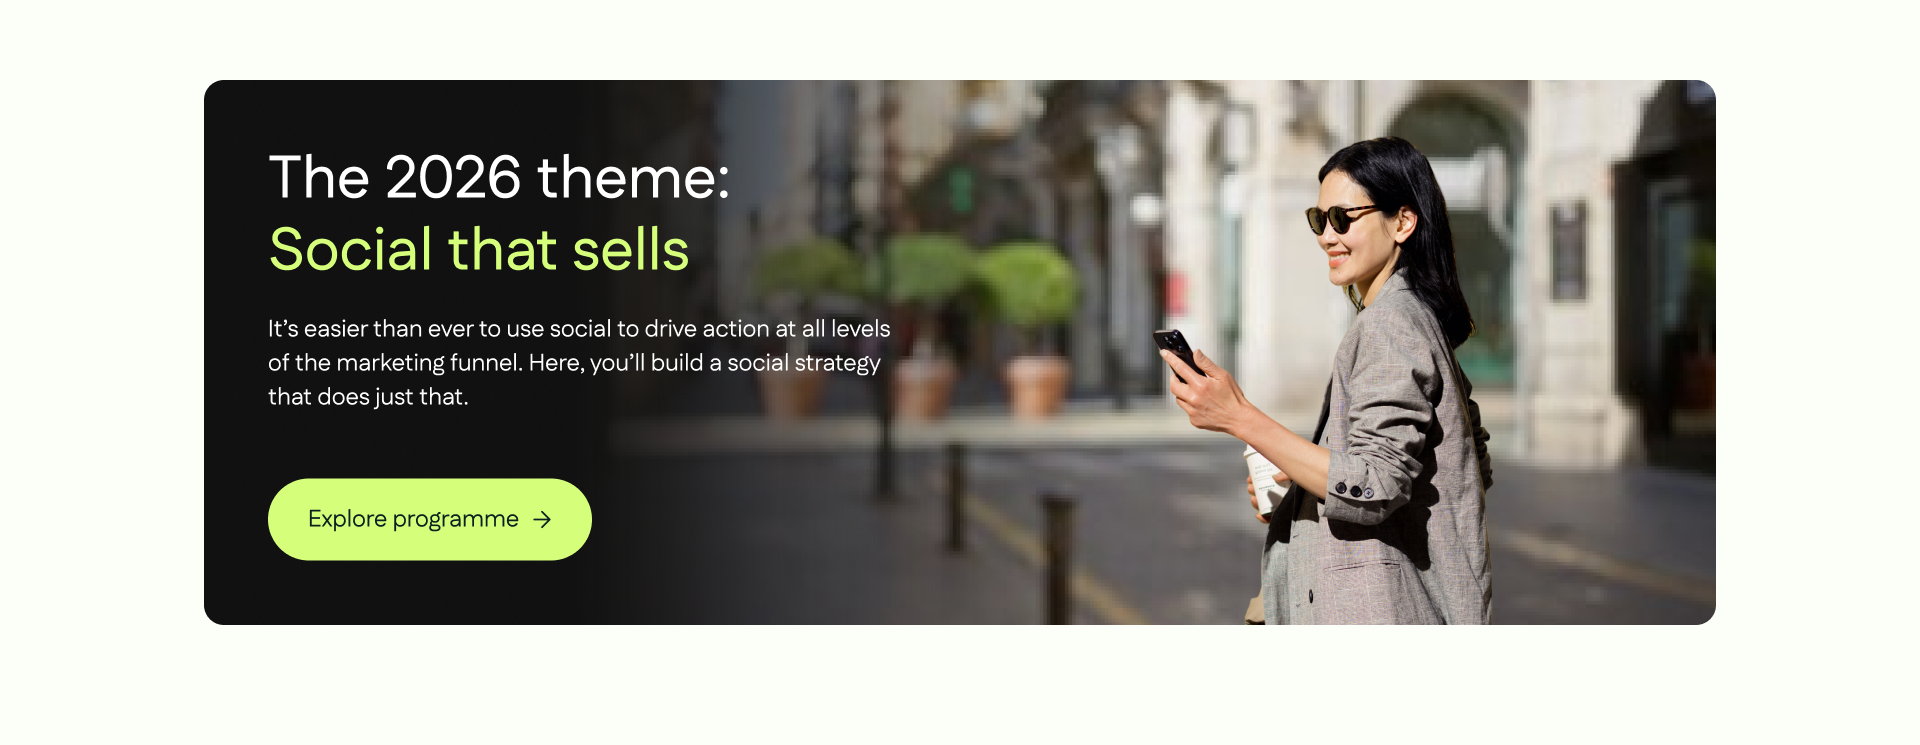 The 2026 theme:
Social that sells
It’s easier than ever to use social to drive action at all levels
of the marketing funnel. Here, you’ll build a social strategy
that does just that.
Explore programme →